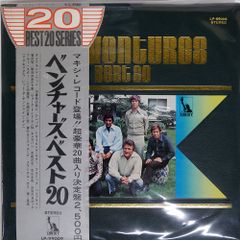 20
BEST 20 SERIES
ベンチャーズ・ベスト20
マキシ・レコード登場!!超豪華20曲入り決定盤2,500円
STEREO
LIBERTY
VENTURES
BEST 20
STEREO